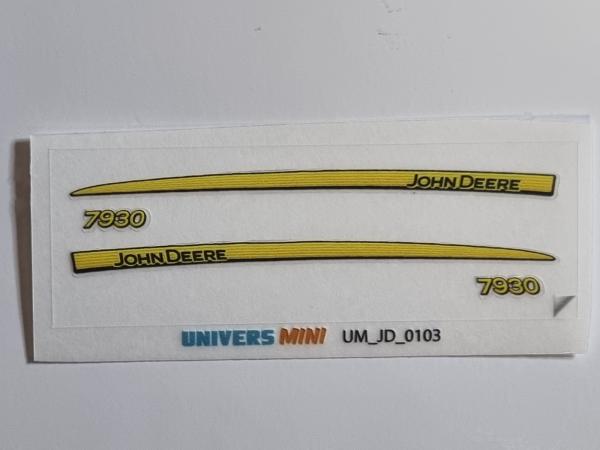 JOHN DEERE
7930
JOHN DEERE
7930
UNIVERS MINI UM_JD_0103